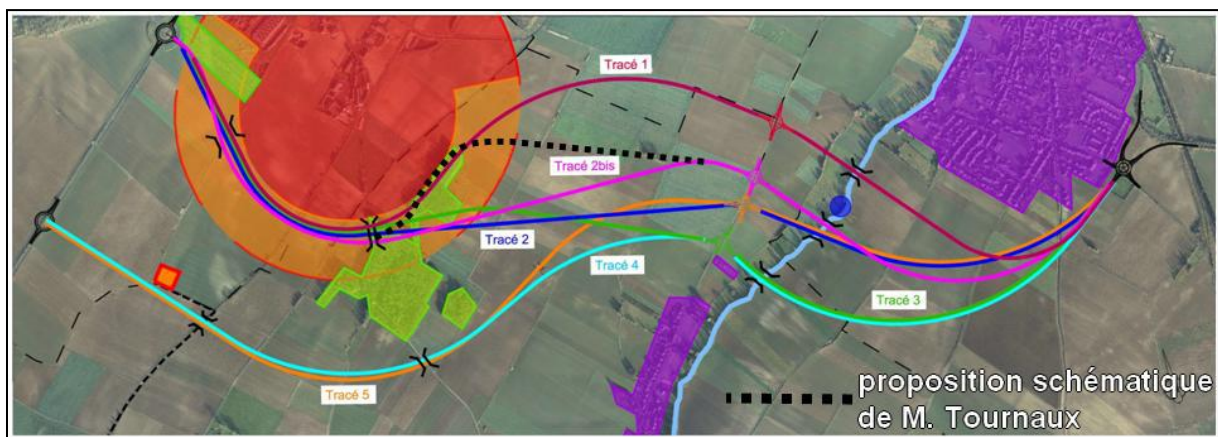 Tracé 1
Tracé 2bis
Tracé 2
Tracé 4
Tracé 3
Tracé 5
proposition schématique
de M. Tournaux